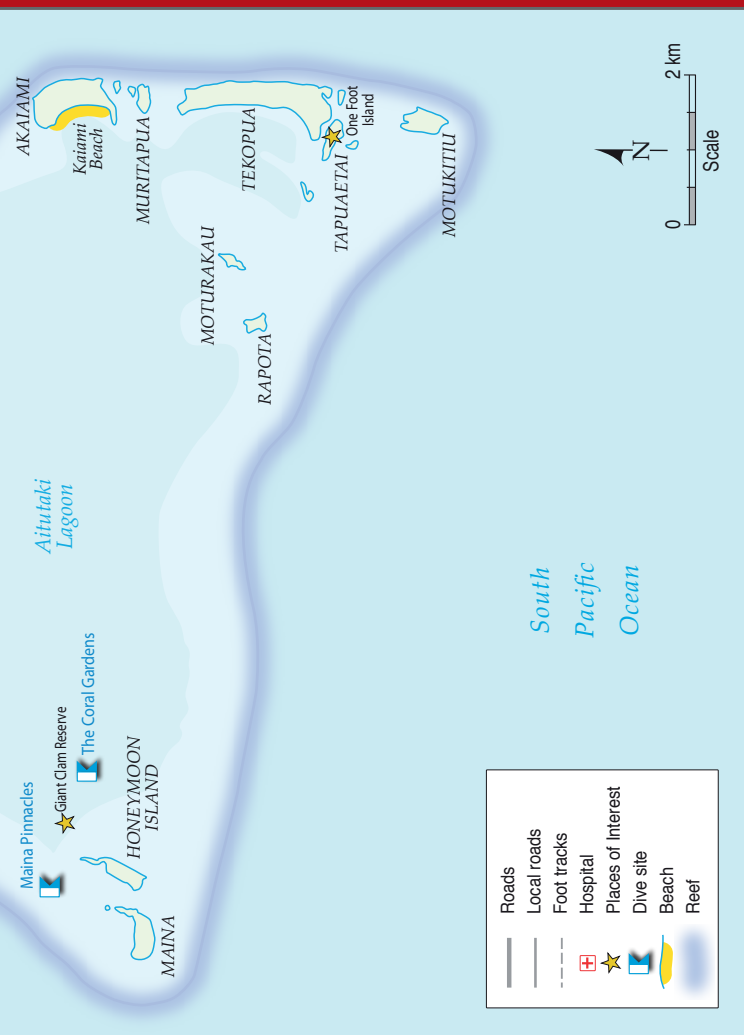 Maina Pinnacles
Giant Clam Reserve
The Coral Gardens
HONEYMOON
ISLAND
MAINA
Aitutaki
Lagoon
AKAIAMI
Kaiami
Beach
MURITAPUA
TEKOPUA
One Foot
Island
TAPUAETAI
MOTUKITIU
MOTURAKAU
RAPOTA
South
Pacific
Ocean
N
0
2 km
Scale
Roads
Local roads
Foot tracks
Hospital
Places of Interest
Dive site
Beach
Reef